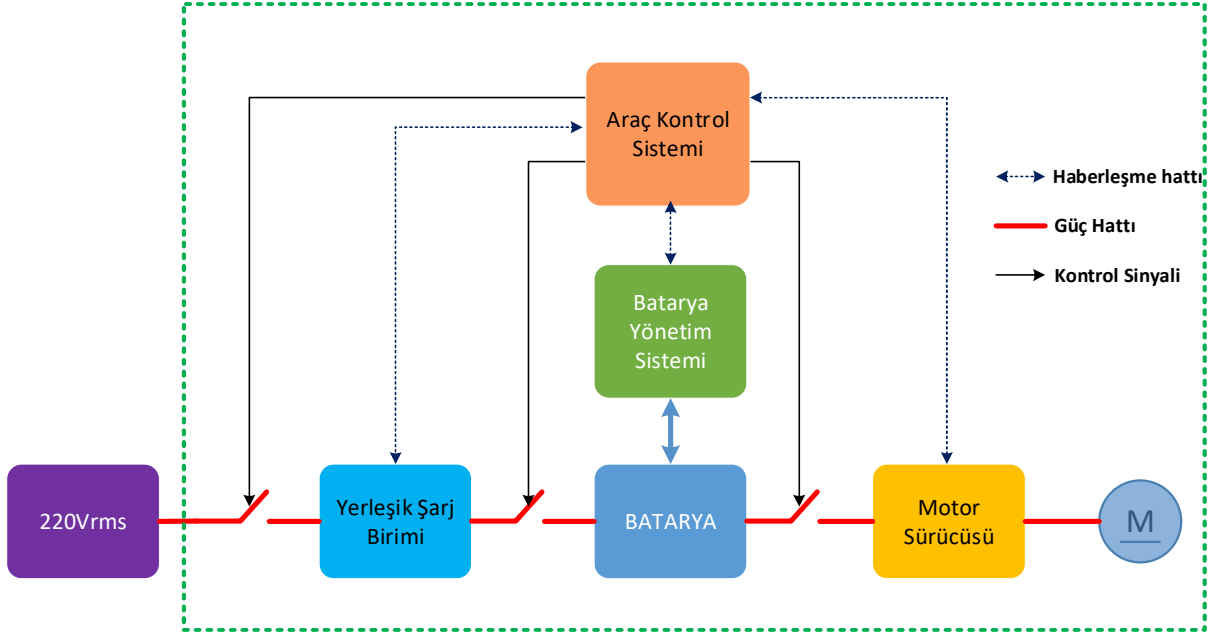 Araç Kontrol
Sistemi
Haberleşme hattı
Güç Hattı
Kontrol Sinyali
Batarya
Yönetim
Sistemi
220Vrms
Yerleşik Şarj
Birimi
BATARYA
Motor
Sürücüsü
M